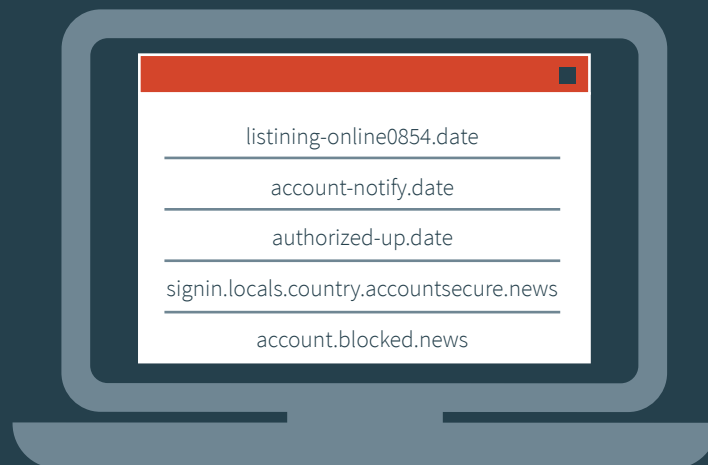 listining-online0854.date
account-notify.date
authorized-up.date
signin.locals.country.accountsecure.news
account.blocked.news